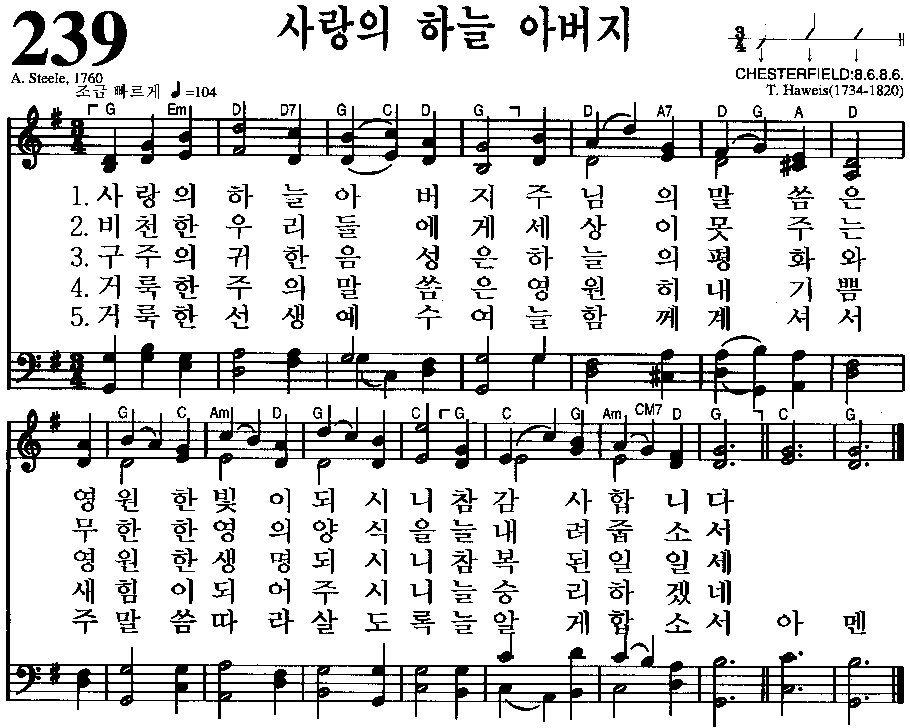 239
사랑의 하늘 아버지
3/4
A. Steele, 1760
조금 빠르게 ♩=104
CHESTERFIELD:8.6.8.6.
T. Haweis(1734-1820)
G Em D D7 G C D G D A7 D G A D
1. 사랑의 하늘 아버지 주님의 말씀은
2. 비천한 우리들에게 세상이 못 주는
3. 구주의 귀한 음성은 하늘의 평화와
4. 거룩한 주의 말씀은 영원히 내 기쁨
5. 거룩한 선생 예수여 늘 함께 계셔서
G C Am D G C G C G Am CM7 D G C G
영원한 빛이 되시니 참 감사합니다
무한한 영의 양식을 늘 내려 줍소서
영원한 생명 되시니 참 복된 일일세
새 힘이 되어 주시니 늘 승리하겠네
주 말씀 따라 살도록 늘 알게 합소서 아멘